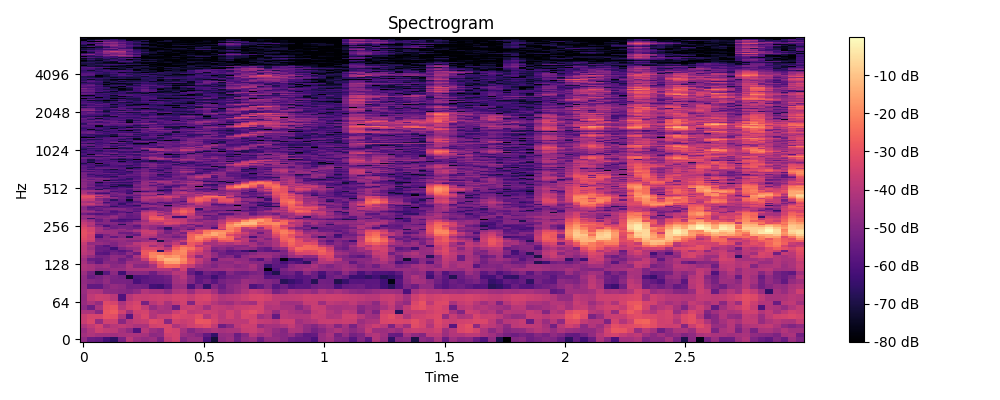 Spectrogram
4096
2048
1024
512
256
128
64
0
Hz
0
0.5
1
1.5
2
2.5
Time
-10 dB
-20 dB
-30 dB
-40 dB
-50 dB
-60 dB
-70 dB
-80 dB